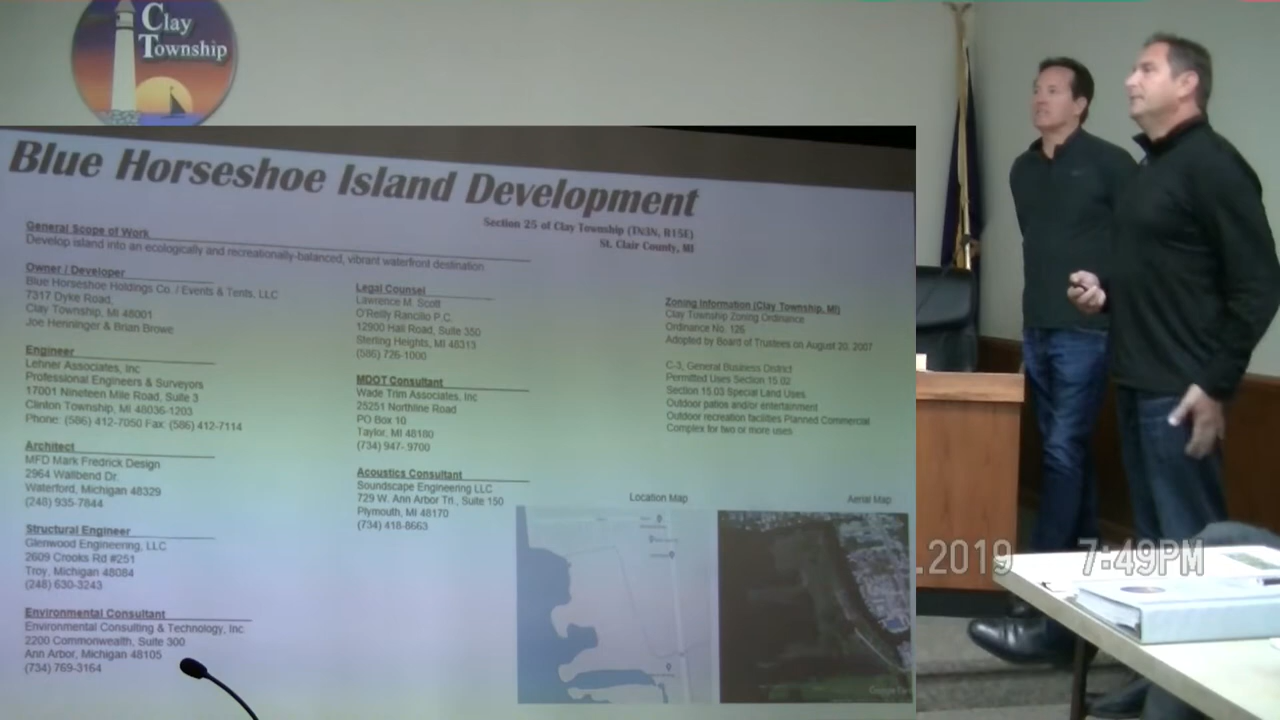 Clay
Township
Blue Horseshoe Island Development
Section 25 of Clay Township (TN3N, R15E)
St. Clair County, MI
General Scope of Work
Develop island into an ecologically and recreationally-balanced, vibrant waterfront destination.
Owner / Developer
Blue Horseshoe Holdings Co. / Events & Tents, LLC
7317 Dyke Road,
Clay Township, MI 48001
Joe Henninger & Brian Browe
Engineer
Lehner Associates, Inc
Professional Engineers & Surveyors
17001 Nineteen Mile Road, Suite 3
Clinton Township, MI 48036-1203
Phone: (586) 412-7050 Fax: (586) 412-7114
Architect
MFD Mark Fredrick Design
2964 Wallbend Dr.
Waterford, Michigan 48329
(248) 935-7844
Structural Engineer
Glenwood Engineering, LLC
2609 Crooks Rd #251
Troy, Michigan 48084
(248) 630-3243
Environmental Consultant
Environmental Consulting & Technology, Inc.
2200 Commonwealth, Suite 300
Ann Arbor, Michigan 48105
(734) 769-3164
Legal Counsel
Lawrence M. Scott
O'Reilly Rancilio P.C.
12900 Hall Road, Suite 350
Sterling Heights, MI 48313
(586) 726-1000
MDOT Consultant
Wade Trim Associates, Inc
25251 Northline Road
PO Box 10
Taylor, MI 48180
(734) 947-.9700
Acoustics Consultant
Soundscape Engineering LLC
729 W. Ann Arbor Trl., Suite 150
Plymouth, MI 48170
(734) 418-8663
Zoning Information (Clay Township, MI)
Clay Township Zoning Ordinance
Ordinance No. 126
Adopted by Board of Trustees on August 20, 2007
C-3, General Business District
Permitted Uses Section 15.02
Section 15.03 Special Land Uses
Outdoor patios and/or entertainment
Outdoor recreation facilities Planned Commercial
Complex for two or more uses
Location Map
Aerial Map
.2019 7:49PM